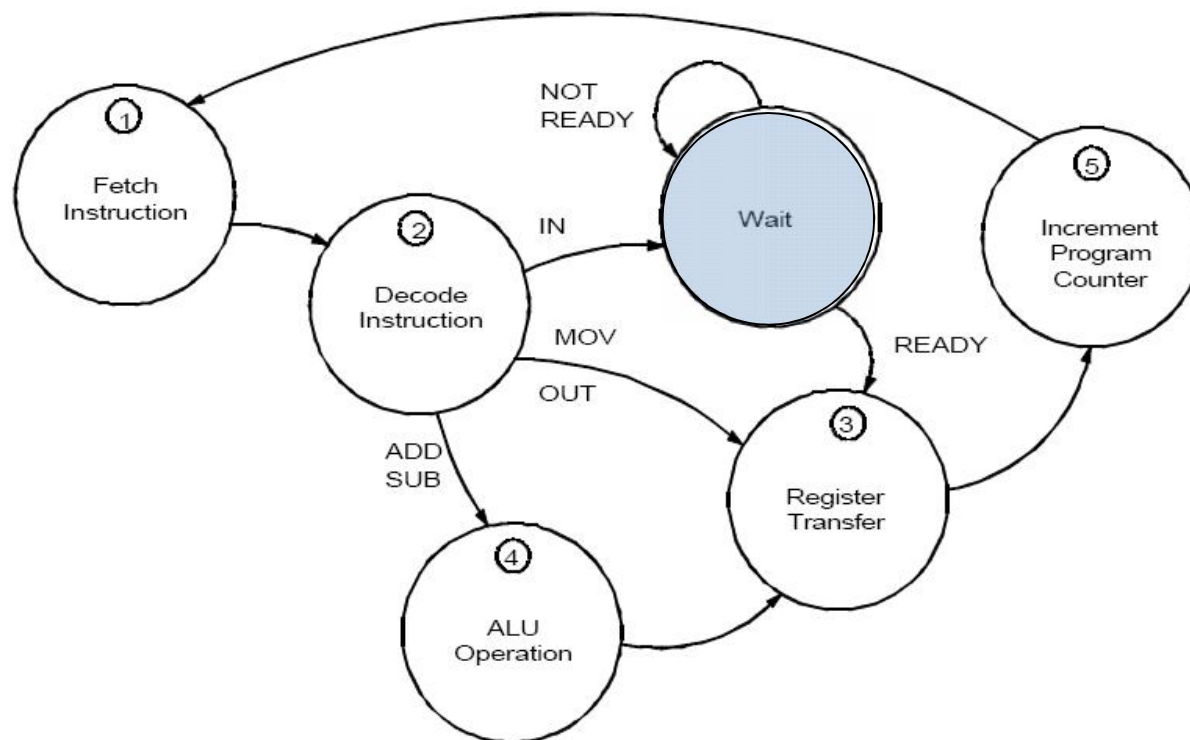 1
Fetch
Instruction
2
Decode
Instruction
IN
MOV
OUT
ADD
SUB
NOT
READY
Wait
READY
3
Register
Transfer
4
ALU
Operation
5
Increment
Program
Counter